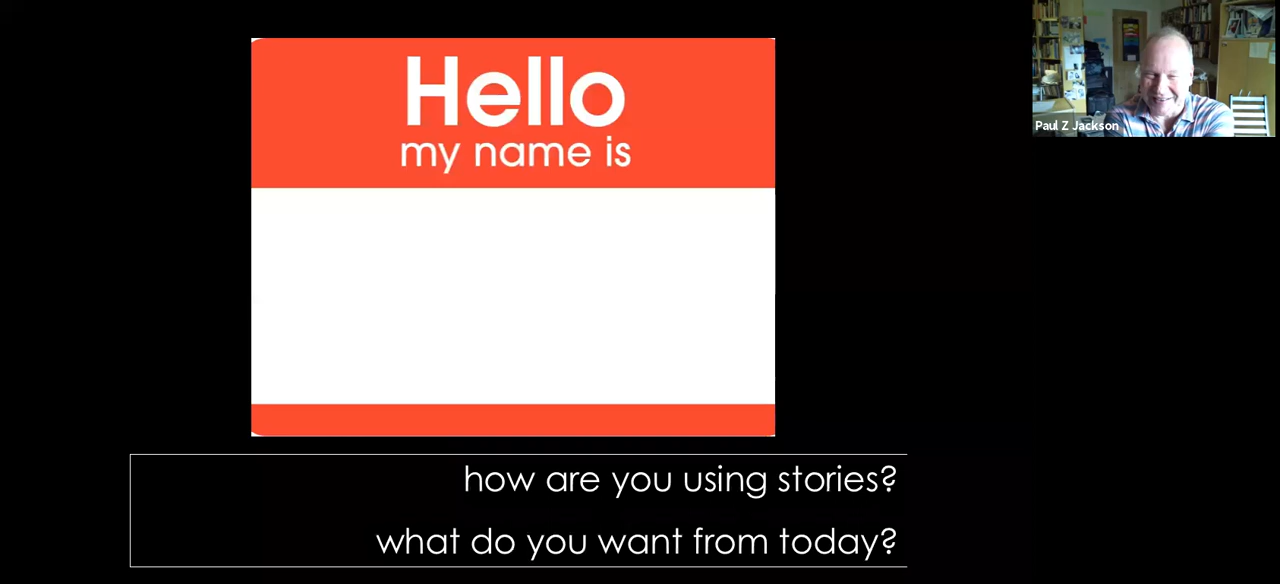 Hello
my name is
Paul Z Jackson
how are you using stories?
what do you want from today?